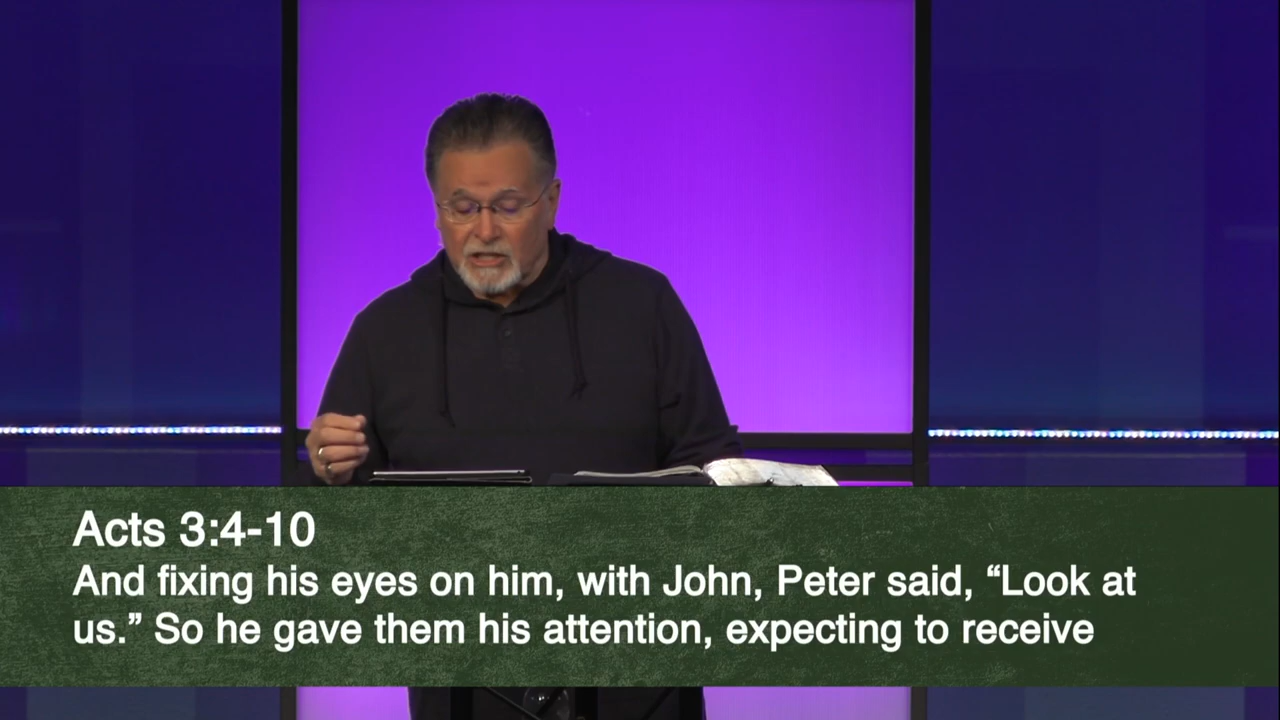 Acts 3:4-10
And fixing his eyes on him, with John, Peter said, “Look at
us.” So he gave them his attention, expecting to receive